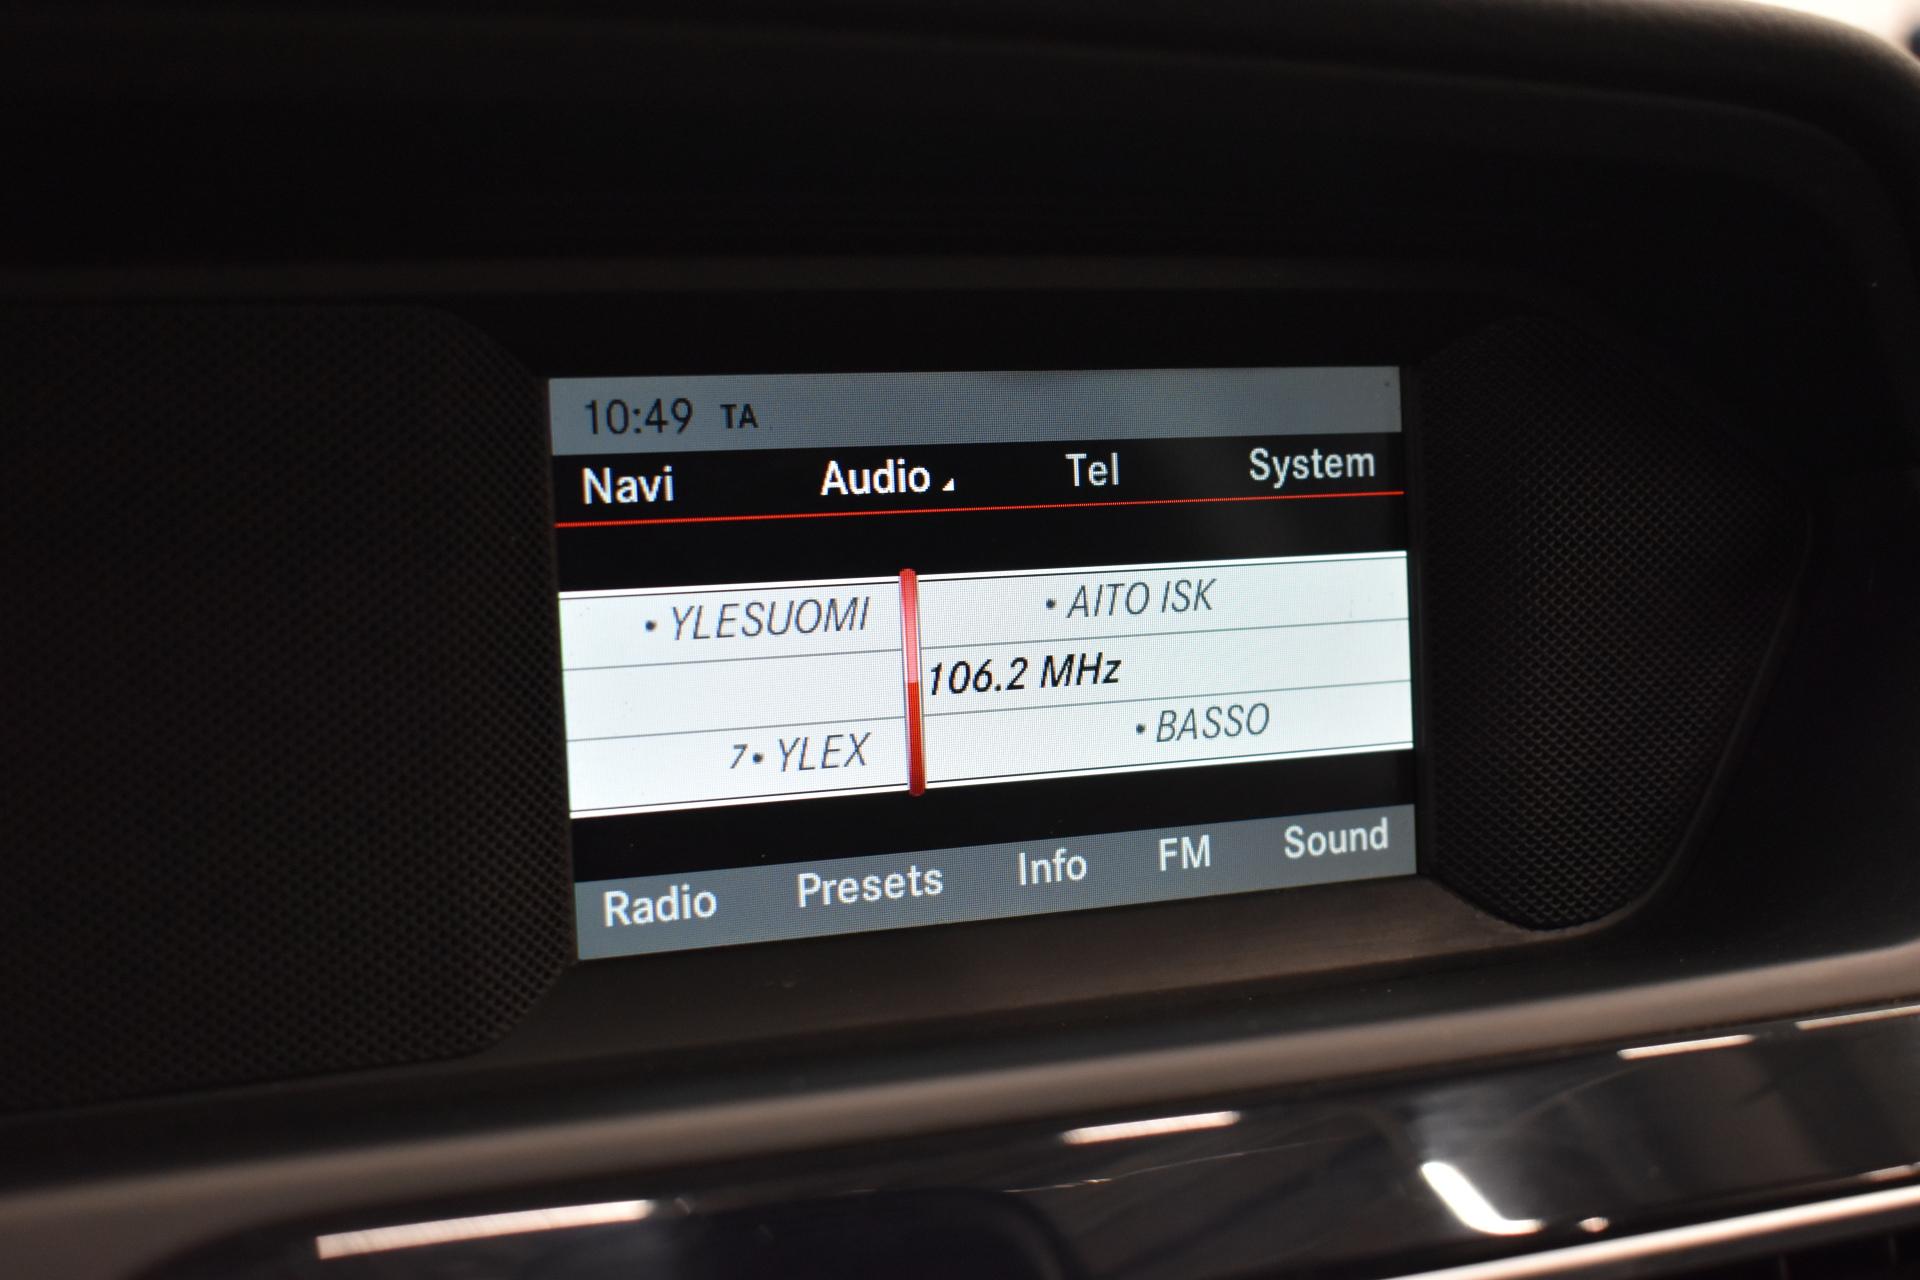 10:49 TA
Navi Audio Tel System
• YLESUOMI • AITO ISK
106.2 MHz
7• YLEX • BASSO
Radio Presets Info FM Sound